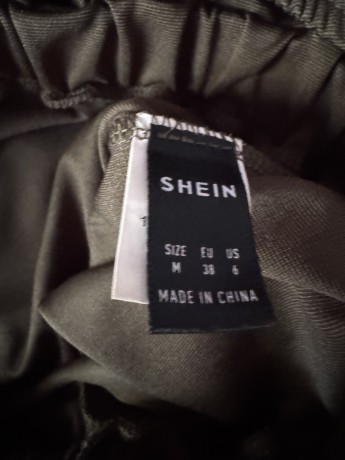 SHEIN
SIZE EU US
M 38 6
MADE IN CHINA